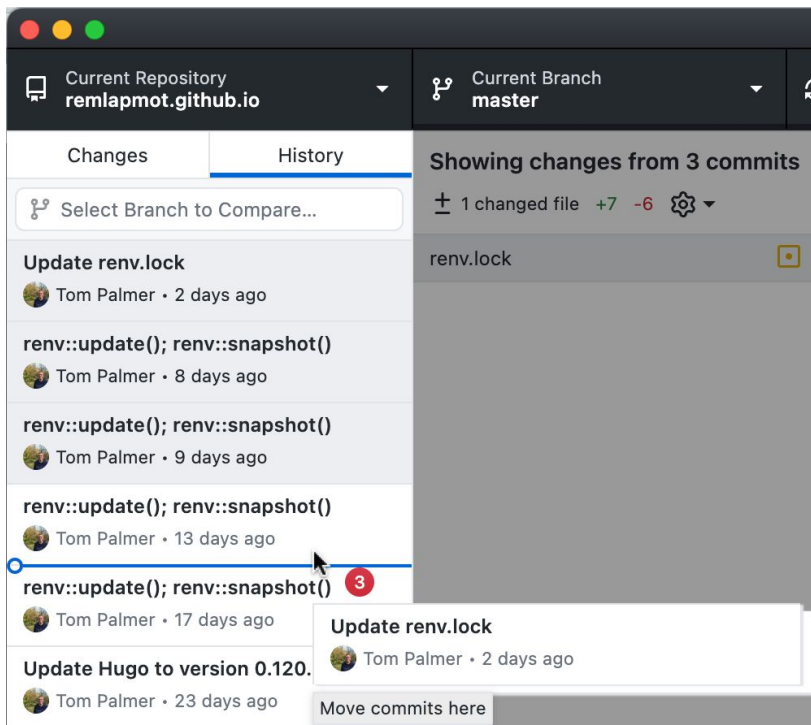 Current Repository
remlapmot.github.io
Current Branch
master
Changes
History
Select Branch to Compare...
Update renv.lock
Tom Palmer • 2 days ago
renv::update(); renv::snapshot()
Tom Palmer • 8 days ago
renv::update(); renv::snapshot()
Tom Palmer • 9 days ago
renv::update(); renv::snapshot()
Tom Palmer • 13 days ago
renv::update(); renv::snapshot()
Tom Palmer • 17 days ago
Update Hugo to version 0.120.
Tom Palmer • 23 days ago
Showing changes from 3 commits
1 changed file +7 -6
renv.lock
3
Update renv.lock
Tom Palmer • 2 days ago
Move commits here